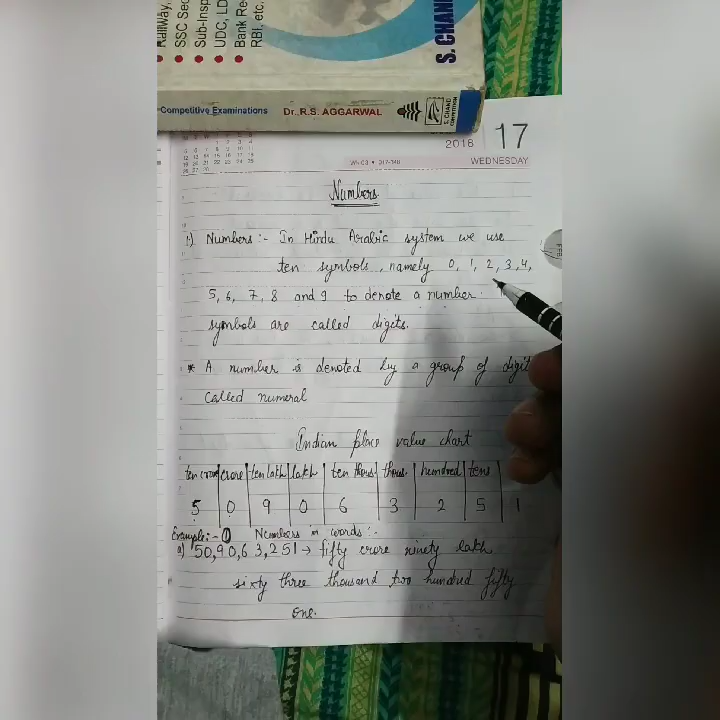 Railway,
SSC Sec
Sub-Insp
UDC, LD
Bank Re
RBI, etc.
S. CHAND
Competitive Examinations Dr. R.S. AGGARWAL
2016 17
WEDNESDAY
Numbers
1) Numbers :- In Hindu Arabic system we use
ten symbols, namely 0, 1, 2, 3, 4,
5, 6, 7, 8 and 9 to denote a number.
symbols are called digits.
* A number is denoted by a group of digit
called numeral
Indian place value chart
ten crore crore ten lakh lakh ten thous. thous. hundred tens
5 0 9 0 6 3 2 5 1
Example:- 1 Numbers in words :-
a) 50,90,63,251 → fifty crore ninety lakh
sixty three thousand two hundred fifty
one.